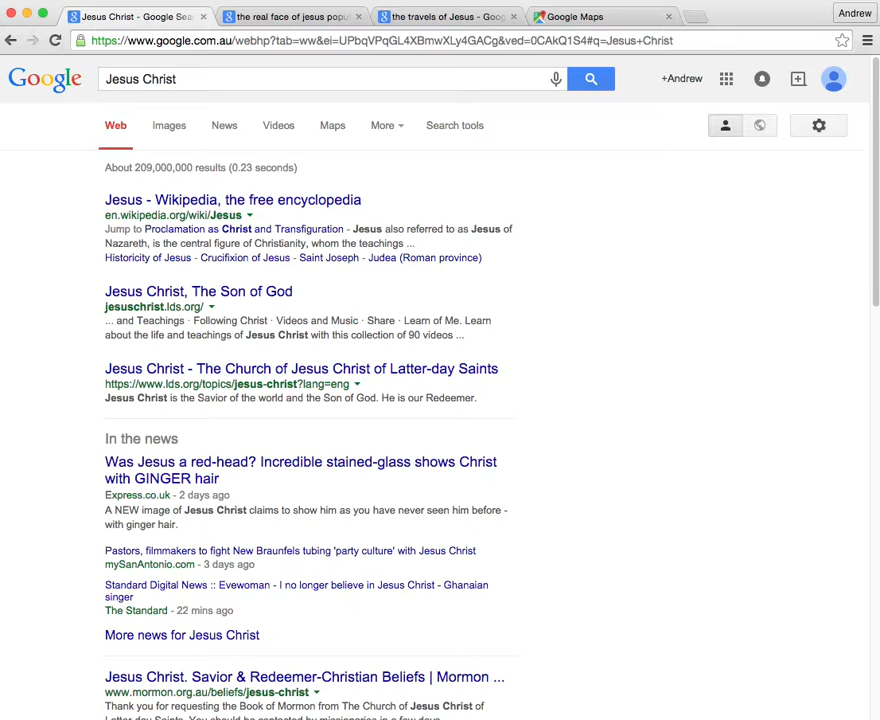 Jesus Christ - Google Sea
the real face of jesus popu
the travels of Jesus - Goog
Google Maps
Andrew
https://www.google.com.au/webhp?tab=ww&ei=UPbqVPqGL4XBmwXLy4GACg&ved=0CAkQ1S4#q=Jesus+Christ
Google
Jesus Christ
+Andrew
Web Images News Videos Maps More Search tools
About 209,000,000 results (0.23 seconds)
Jesus - Wikipedia, the free encyclopedia
en.wikipedia.org/wiki/Jesus
Jump to Proclamation as Christ and Transfiguration - Jesus also referred to as Jesus of
Nazareth, is the central figure of Christianity, whom the teachings ...
Historicity of Jesus - Crucifixion of Jesus - Saint Joseph - Judea (Roman province)
Jesus Christ, The Son of God
jesuschrist.lds.org/
... and Teachings · Following Christ · Videos and Music · Share · Learn of Me. Learn
about the life and teachings of Jesus Christ with this collection of 90 videos ...
Jesus Christ - The Church of Jesus Christ of Latter-day Saints
https://www.lds.org/topics/jesus-christ?lang=eng
Jesus Christ is the Savior of the world and the Son of God. He is our Redeemer.
In the news
Was Jesus a red-head? Incredible stained-glass shows Christ
with GINGER hair
Express.co.uk - 2 days ago
A NEW image of Jesus Christ claims to show him as you have never seen him before -
with ginger hair.
Pastors, filmmakers to fight New Braunfels tubing 'party culture' with Jesus Christ
mySanAntonio.com - 3 days ago
Standard Digital News :: Evewoman - I no longer believe in Jesus Christ - Ghanaian
singer
The Standard - 22 mins ago
More news for Jesus Christ
Jesus Christ. Savior & Redeemer-Christian Beliefs | Mormon ...
www.mormon.org.au/beliefs/jesus-christ
Thank you for requesting the Book of Mormon from The Church of Jesus Christ of
Latter-day Saints. You should be contacted by missionaries in a few days